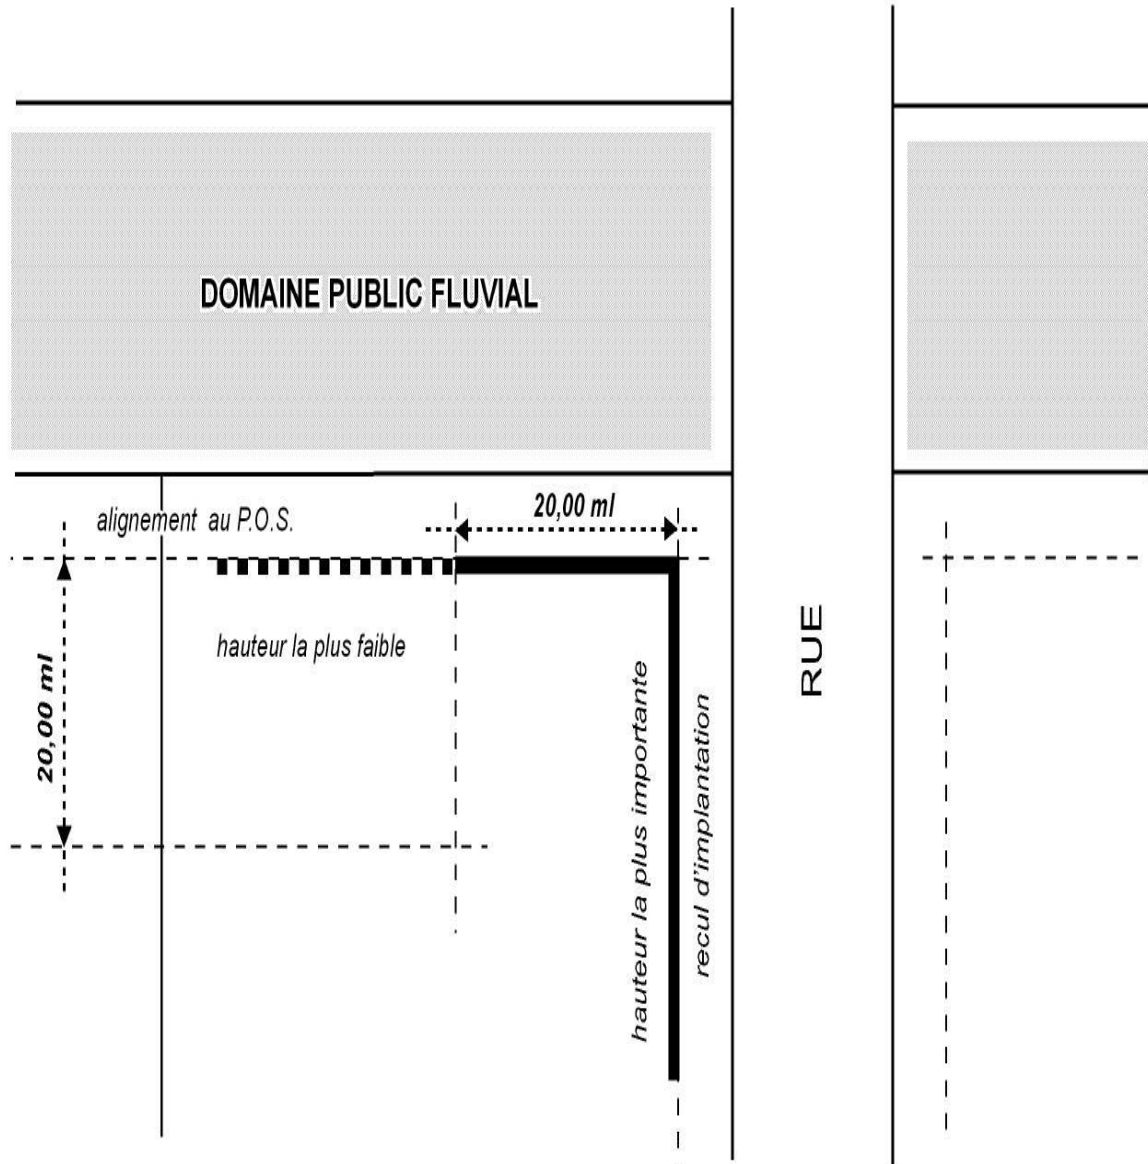 DOMAINE PUBLIC FLUVIAL
alignement au P.O.S.
20,00 ml
hauteur la plus faible
20,00 ml
hauteur la plus importante
recul d'implantation
RUE